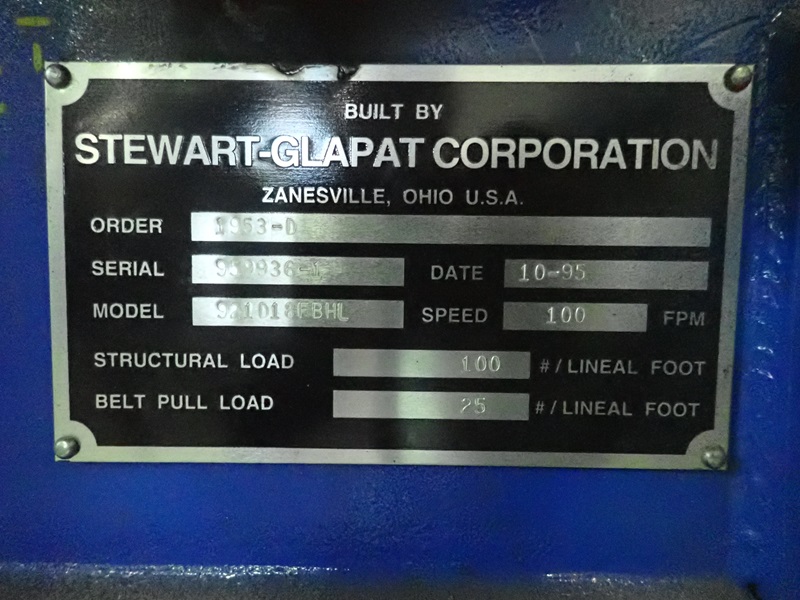 BUILT BY
STEWART-GLAPAT CORPORATION
ZANESVILLE, OHIO U.S.A.
ORDER 1953-D
SERIAL DATE 10-95
MODEL SPEED 100 FPM
STRUCTURAL LOAD 100 #/LINEAL FOOT
BELT PULL LOAD 25 #/LINEAL FOOT